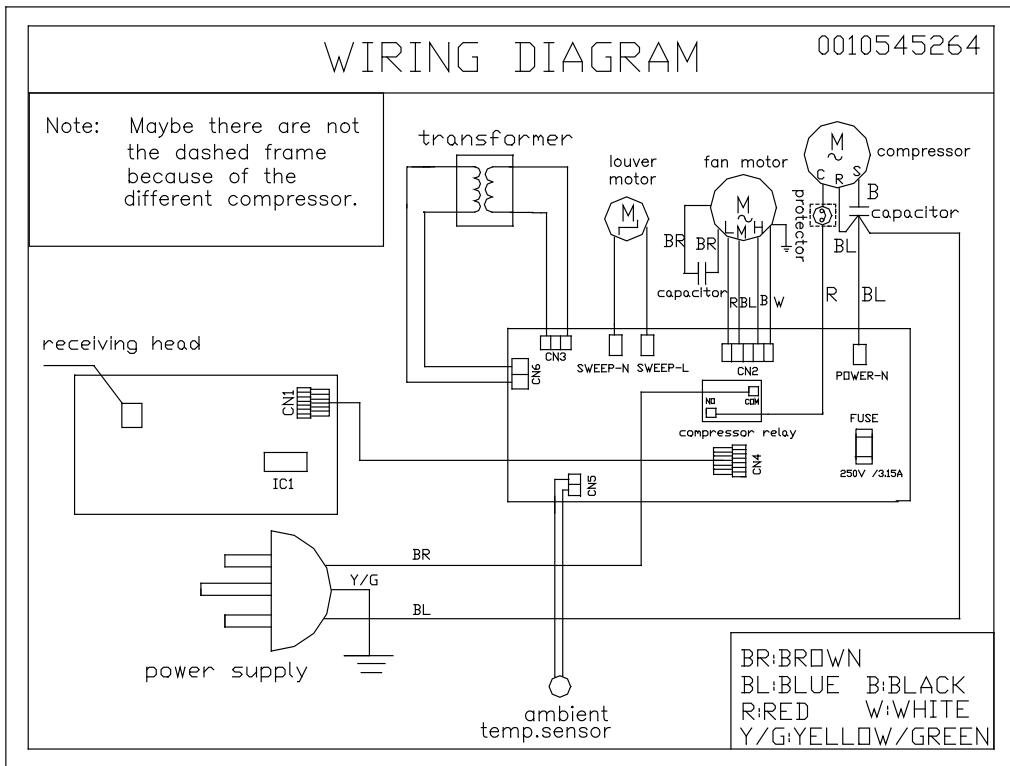 WIRING DIAGRAM
0010545264
Note: Maybe there are not
the dashed frame
because of the
different compressor.
transformer
louver
motor
fan motor
compressor
M
~
C R S
M
M
~
L M H
protector
B
capacitor
BR
BR
BL
capacitor
R
BL
B
W
R
BL
receiving head
CN3
CN6
SWEEP-N
SWEEP-L
CN2
POWER-N
CN1
NO
COM
compressor relay
FUSE
250V /3.15A
CN4
IC1
CN5
BR
Y/G
BL
power supply
ambient
temp.sensor
BR:BROWN
BL:BLUE B:BLACK
R:RED W:WHITE
Y/G:YELLOW/GREEN